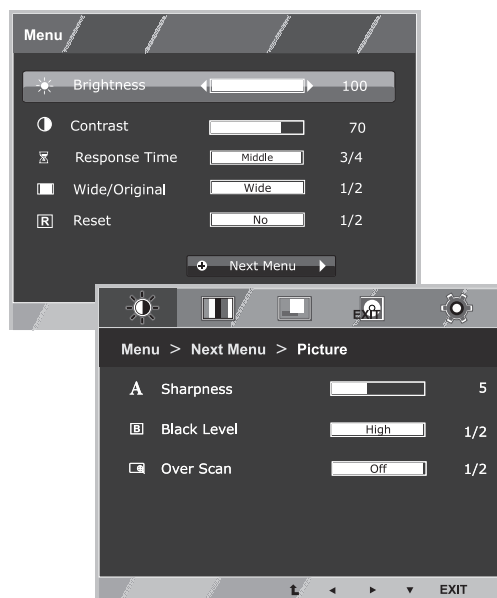 Menu
Brightness 100
Contrast 70
Response Time Middle 3/4
Wide/Original Wide 1/2
R Reset No 1/2
Next Menu
EXIT
Menu > Next Menu > Picture
A Sharpness 5
B Black Level High 1/2
Over Scan Off 1/2
EXIT